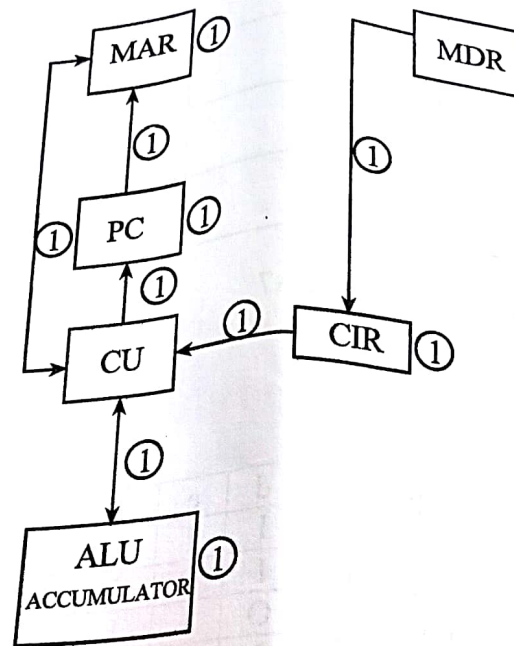 MAR ①
MDR
①
①
PC ①
①
①
①
CIR ①
CU
①
ALU ①
ACCUMULATOR